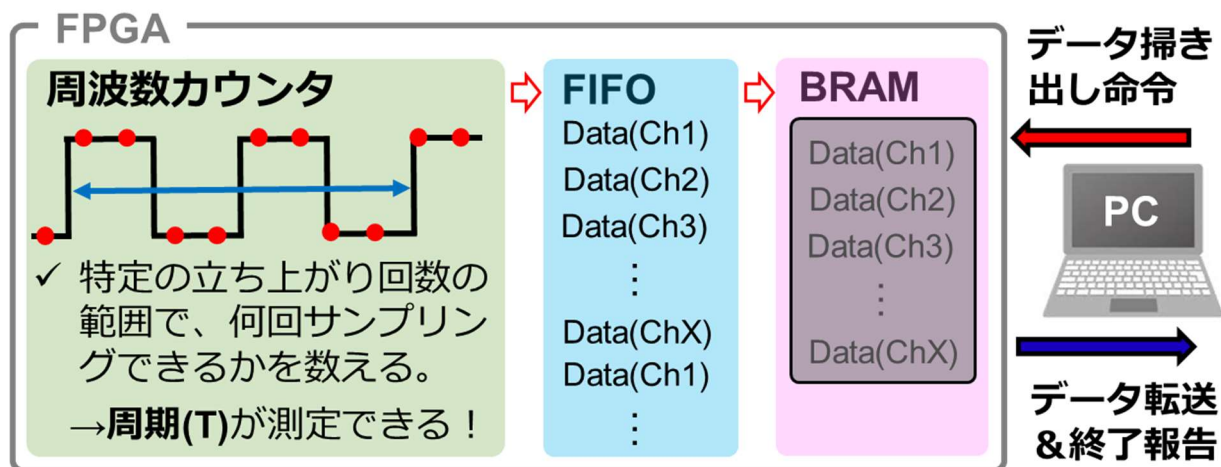 FPGA
周波数カウンタ
✓ 特定の立ち上がり回数の
範囲で、何回サンプリン
グできるかを数える。
→周期(T)が測定できる！
FIFO
Data(Ch1)
Data(Ch2)
Data(Ch3)
⋮
Data(ChX)
Data(Ch1)
⋮
BRAM
Data(Ch1)
Data(Ch2)
Data(Ch3)
⋮
Data(ChX)
データ掃き
出し命令
PC
データ転送
&終了報告